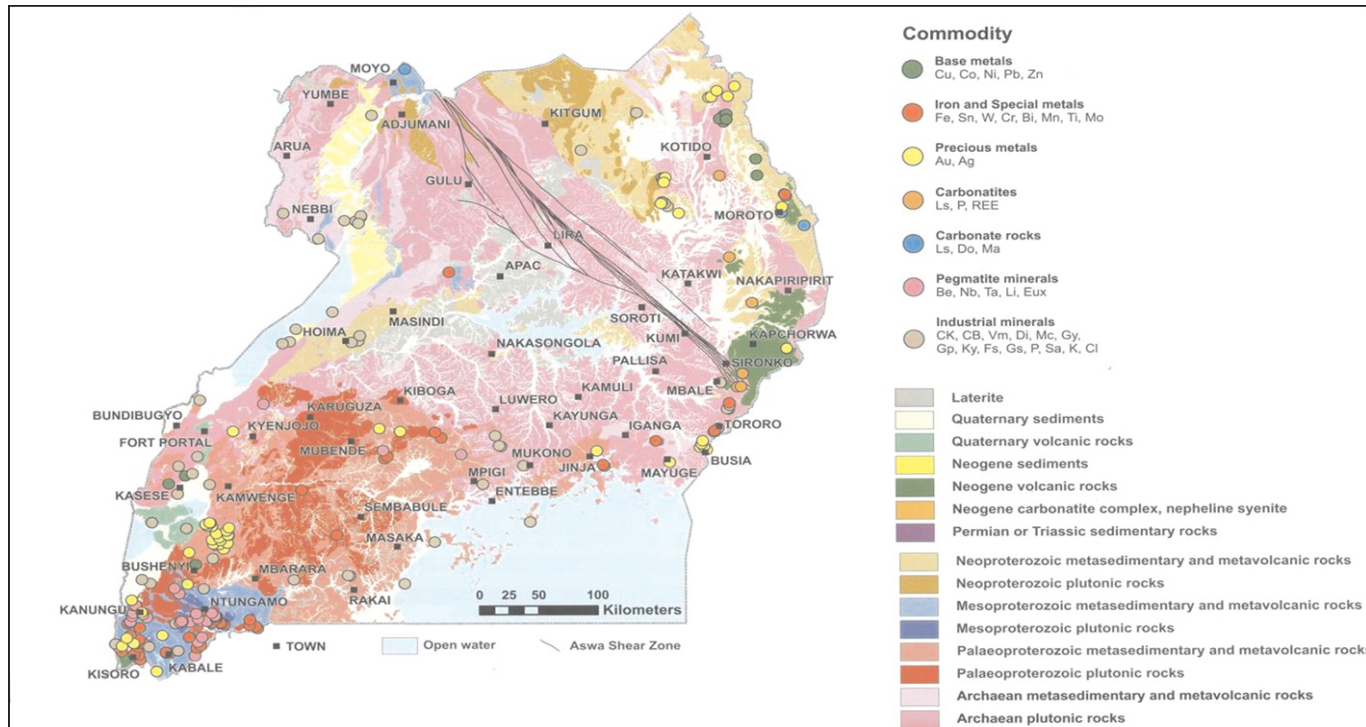 Commodity
Base metals
Cu, Co, Ni, Pb, Zn
Iron and Special metals
Fe, Sn, W, Cr, Bi, Mn, Ti, Mo
Precious metals
Au, Ag
Carbonatites
Ls, P, REE
Carbonate rocks
Ls, Do, Ma
Pegmatite minerals
Be, Nb, Ta, Li, Eux
Industrial minerals
CK, CB, Vm, Di, Mc, Gy,
Gp, Ky, Fs, Gs, P, Sa, K, Cl
Laterite
Quaternary sediments
Quaternary volcanic rocks
Neogene sediments
Neogene volcanic rocks
Neogene carbonatite complex, nepheline syenite
Permian or Triassic sedimentary rocks
Neoproterozoic metasedimentary and metavolcanic rocks
Neoproterozoic plutonic rocks
Mesoproterozoic metasedimentary and metavolcanic rocks
Mesoproterozoic plutonic rocks
Palaeoproterozoic metasedimentary and metavolcanic rocks
Palaeoproterozoic plutonic rocks
Archaean metasedimentary and metavolcanic rocks
Archaean plutonic rocks
MOYO
YUMBE
ADJUMANI
KITGUM
ARUA
KOTIDO
GULU
NEBBI
MOROTO
LIRA
APAC
KATAKWI
NAKAPIRIPIRIT
MASINDI
SOROTI
HOIMA
KUMI
KAPCHORWA
NAKASONGOLA
SIRONKO
PALLISA
MBALE
KIBOGA
KAMULI
BUNDIBUGYO
KARUGUZA
LUWERO
KAYUNGA
TORORO
FORT PORTAL
KYENJOJO
IGANGA
MUBENDE
MUKONO
JINJA
MAYUGE
BUSIA
MPIGI
KASESE
KAMWENGE
ENTEBBE
SEMBABULE
MASAKA
BUSHENYI
MBARARA
RAKAI
KANUNGU
NTUNGAMO
KABALE
KISORO
0 25 50 100
Kilometers
TOWN
Open water
Aswa Shear Zone